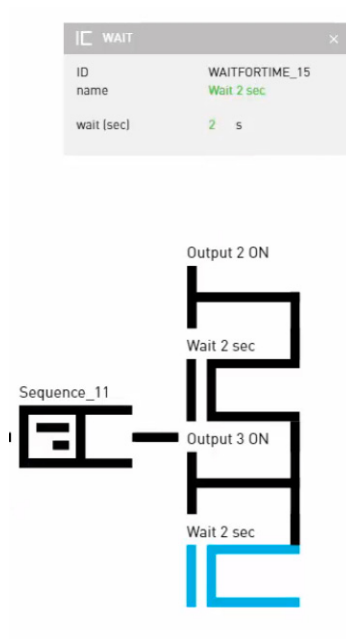 WAIT ×
ID WAITFORTIME_15
name Wait 2 sec
wait (sec) 2 s
Output 2 ON
Wait 2 sec
Sequence_11
Output 3 ON
Wait 2 sec